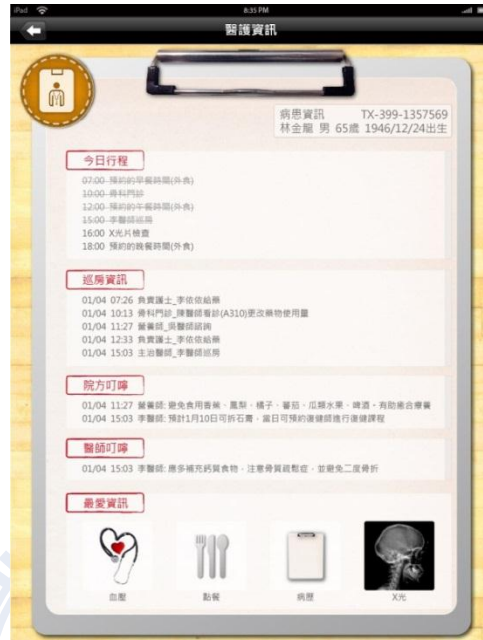 iPad
8:35 PM
醫護資訊
病患資訊 TX-399-1357569
林金龍 男 65歲 1946/12/24出生
今日行程
07:00 預約的早餐時間(外食)
10:00 骨科門診
12:00 預約的午餐時間(外食)
15:00 李醫師巡房
16:00 X光片檢查
18:00 預約的晚餐時間(外食)
巡房資訊
01/04 07:26 負責護士_李依依給藥
01/04 10:13 骨科門診_陳醫師看診(A310)更改藥物使用量
01/04 11:27 營養師_吳醫師諮詢
01/04 12:33 負責護士_李依依給藥
01/04 15:03 主治醫師_李醫師巡房
院方叮嚀
01/04 11:27 營養師: 避免食用香蕉、鳳梨、橘子、蕃茄、瓜類水果、啤酒，有助癒合療養
01/04 15:03 李醫師: 預計1月10日可拆石膏，當日可預約復健師進行復健課程
醫師叮嚀
01/04 15:03 李醫師: 應多補充鈣質食物，注意骨質疏鬆症，並避免二度骨折
最愛資訊
血壓 點餐 病歷 X光